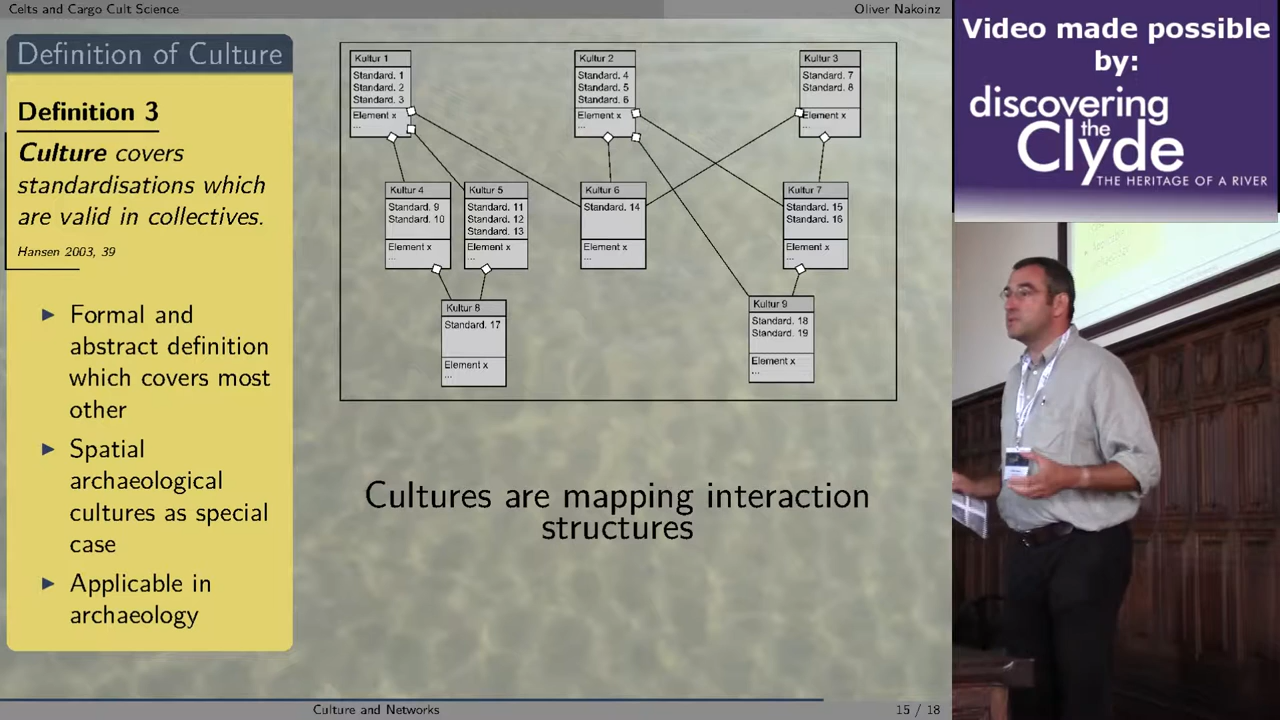 Celts and Cargo Cult Science
Oliver Nakoinz
Definition of Culture
Definition 3
Culture covers
standardisations which
are valid in collectives.
Hansen 2003, 39
Formal and
abstract definition
which covers most
other
Spatial
archaeological
cultures as special
case
Applicable in
archaeology
Kultur 1
Standard. 1
Standard. 2
Standard. 3
Element x
...
Kultur 2
Standard. 4
Standard. 5
Standard. 6
Element x
...
Kultur 3
Standard. 7
Standard. 8
Element x
...
Kultur 4
Standard. 9
Standard. 10
Element x
...
Kultur 5
Standard. 11
Standard. 12
Standard. 13
Element x
...
Kultur 6
Standard. 14
Element x
...
Kultur 7
Standard. 15
Standard. 16
Element x
...
Kultur 8
Standard. 17
Element x
...
Kultur 9
Standard. 18
Standard. 19
Element x
...
Cultures are mapping interaction
structures
Culture and Networks
15 / 18
Video made possible
by:
discovering
the
Clyde
THE HERITAGE OF A RIVER